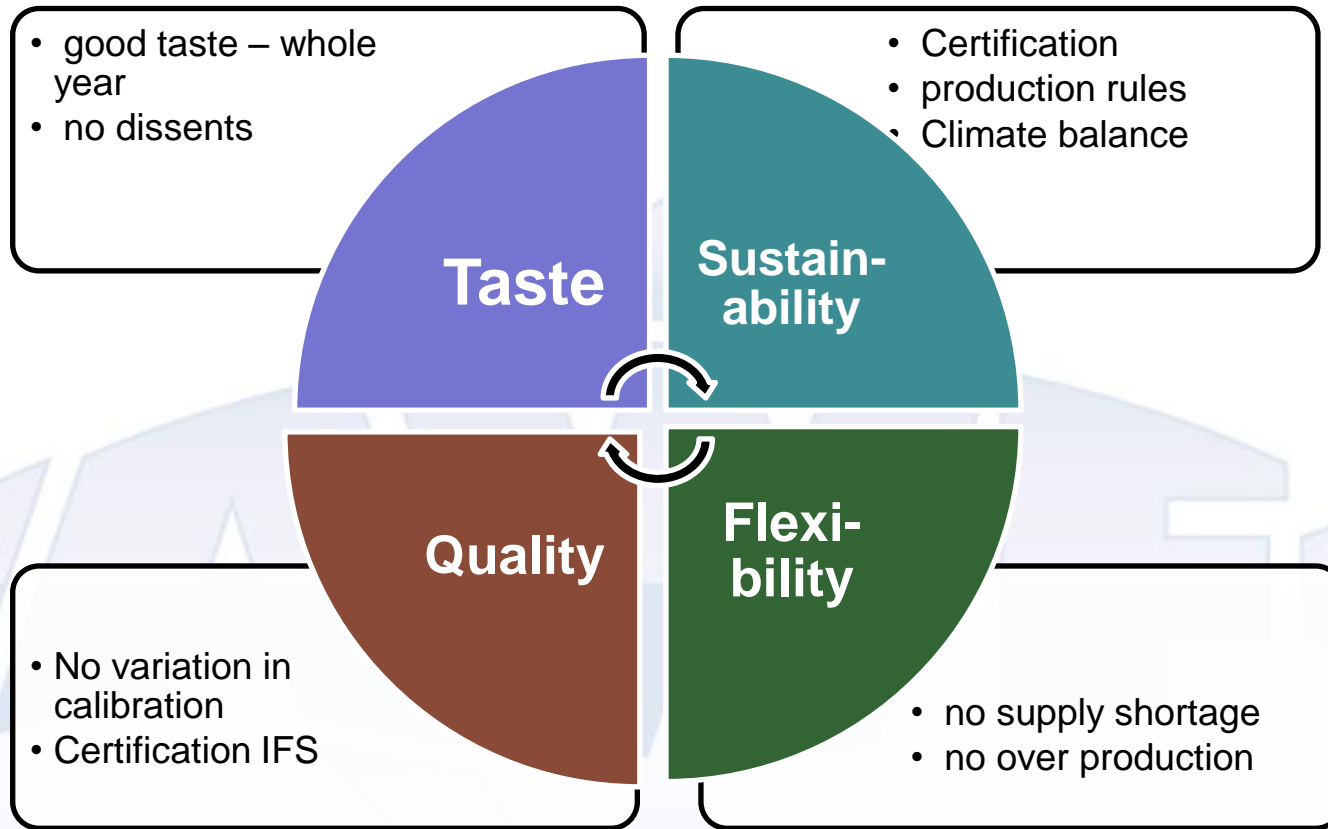 • good taste – whole
year
• no dissents
• Certification
• production rules
• Climate balance
Taste
Sustain-
ability
Quality
Flexi-
bility
• No variation in
calibration
• Certification IFS
• no supply shortage
• no over production